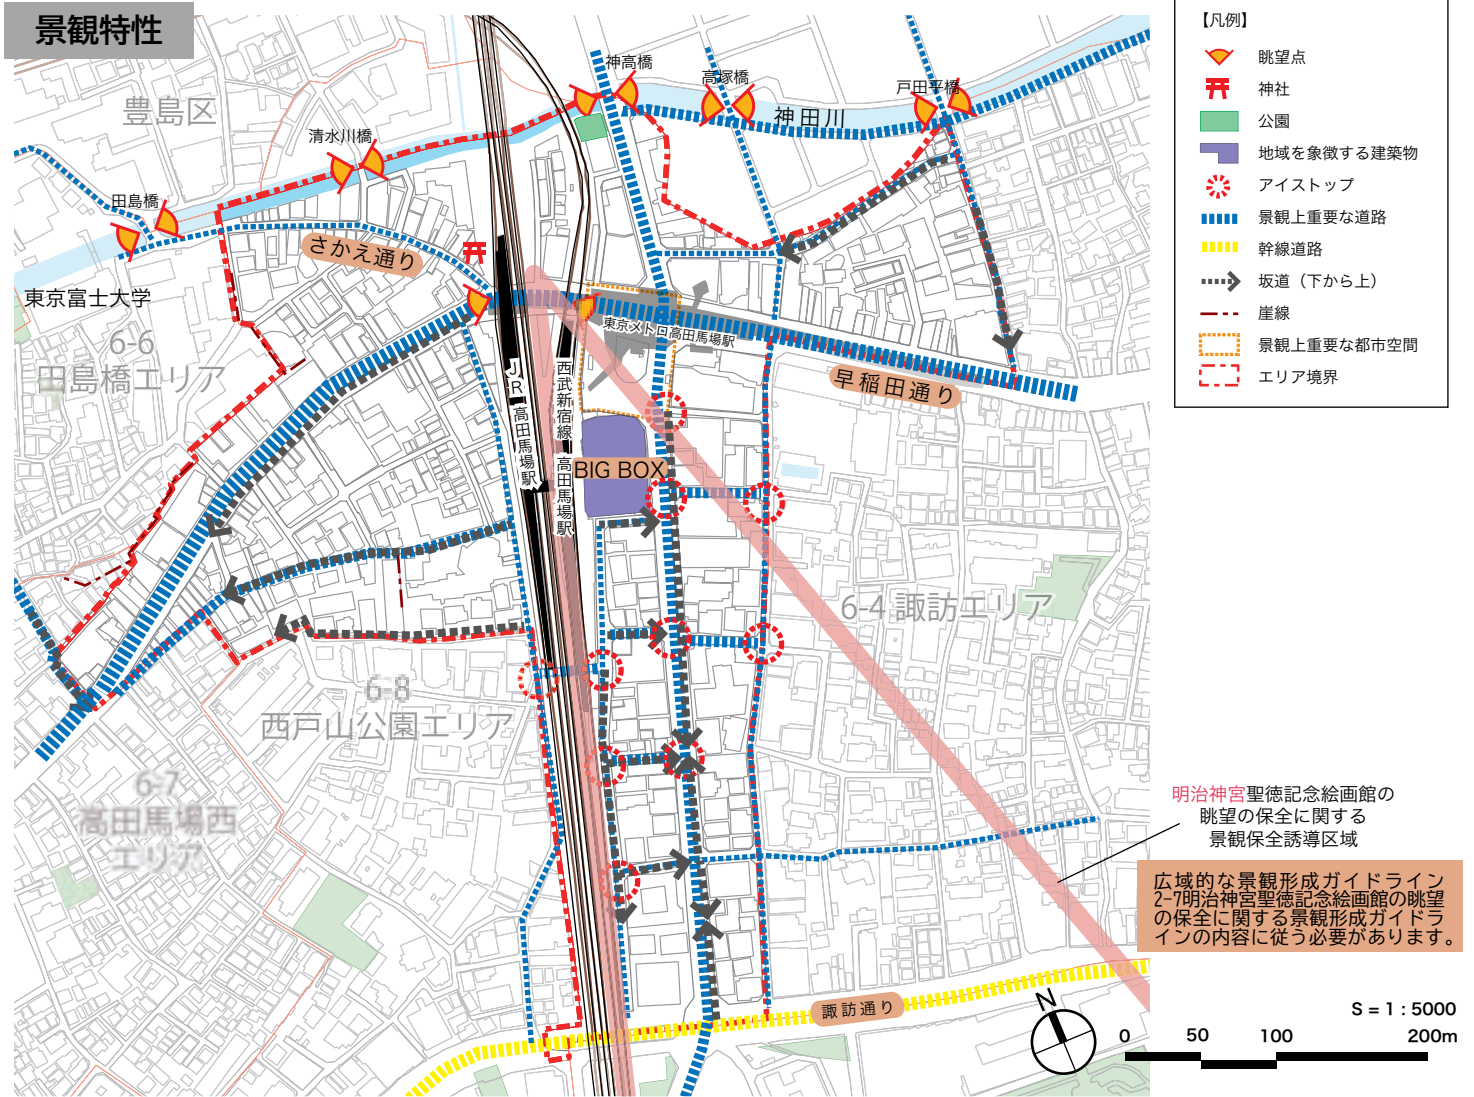 景観特性
【凡例】
眺望点
神社
公園
地域を象徴する建築物
アイストップ
景観上重要な道路
幹線道路
坂道（下から上）
崖線
景観上重要な都市空間
エリア境界
神高橋
高塚橋
戸田平橋
神田川
豊島区
清水川橋
田島橋
さかえ通り
東京富士大学
6-6
田島橋エリア
東京メトロ高田馬場駅
早稲田通り
JR高田馬場駅
西武新宿線 高田馬場駅
BIG BOX
6-4 諏訪エリア
6-8
西戸山公園エリア
6-7
高田馬場西
エリア
明治神宮聖徳記念絵画館の
眺望の保全に関する
景観保全誘導区域
広域的な景観形成ガイドライン
2-7明治神宮聖徳記念絵画館の眺望
の保全に関する景観形成ガイドラ
インの内容に従う必要があります。
諏訪通り
N
S = 1 : 5000
0 50 100 200m